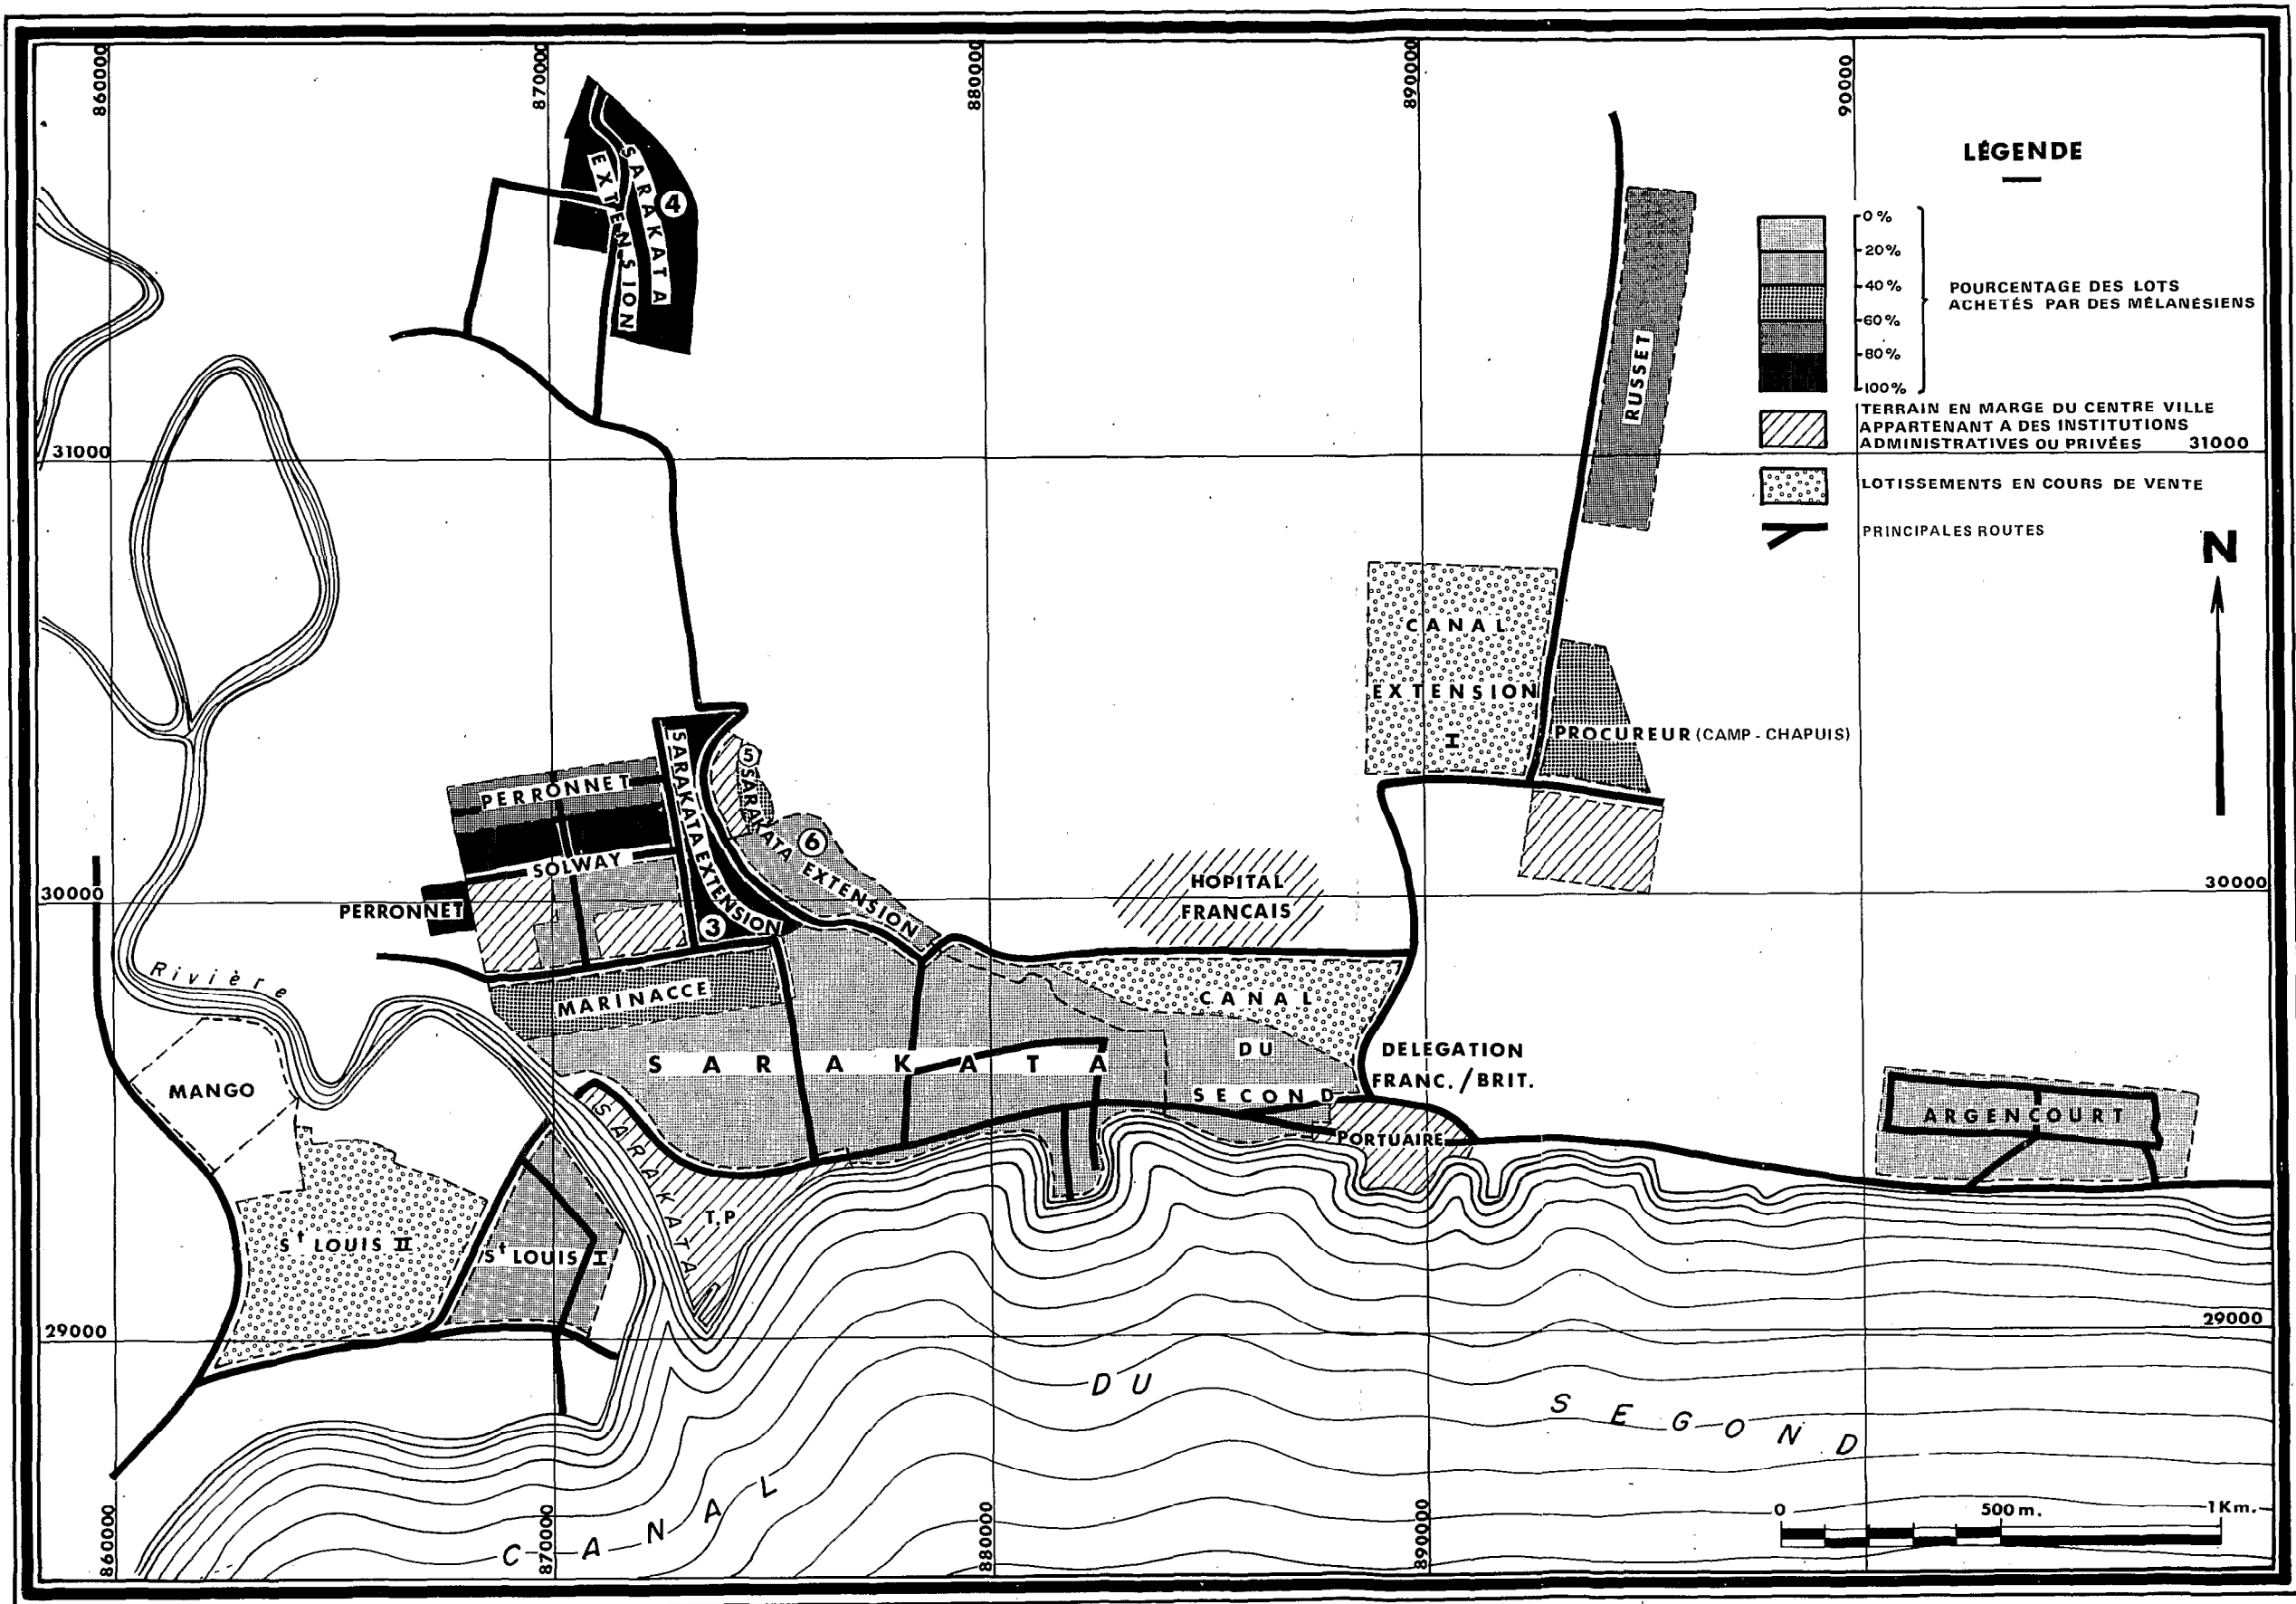 860000
870000
880000
890000
900000
LÉGENDE
0%
20%
40%
60%
80%
100%
POURCENTAGE DES LOTS
ACHETÉS PAR DES MÉLANÉSIENS
TERRAIN EN MARGE DU CENTRE VILLE
APPARTENANT A DES INSTITUTIONS
ADMINISTRATIVES OU PRIVÉES
LOTISSEMENTS EN COURS DE VENTE
PRINCIPALES ROUTES
N
SARAKATA
EXTENSION
4
RUSSET
31000
31000
CANAL
EXTENSION
I
PROCUREUR (CAMP - CHAPUIS)
PERRONNET
SARAKATA EXTENSION
3
5
SARAKATA EXTENSION
6
SOLWAY
PERRONNET
HOPITAL
FRANCAIS
30000
30000
Rivière
MARINACCE
CANAL
DU
SECOND
SARAKATA
DELEGATION
FRANC. / BRIT.
MANGO
ARGENCOURT
PORTUAIRE
SARAKATA
T.P
St LOUIS II
St LOUIS I
29000
29000
CANAL
DU
SEGOND
0
500 m.
1 Km.
860000
870000
880000
890000